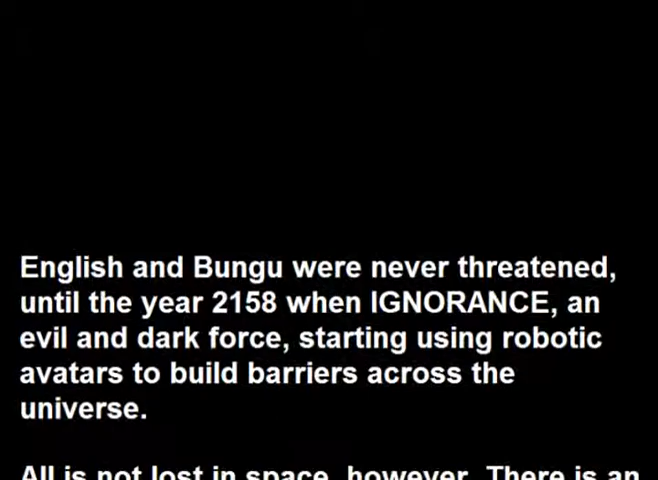 English and Bungu were never threatened,
until the year 2158 when IGNORANCE, an
evil and dark force, starting using robotic
avatars to build barriers across the
universe.
All is not lost in space, however. There is an